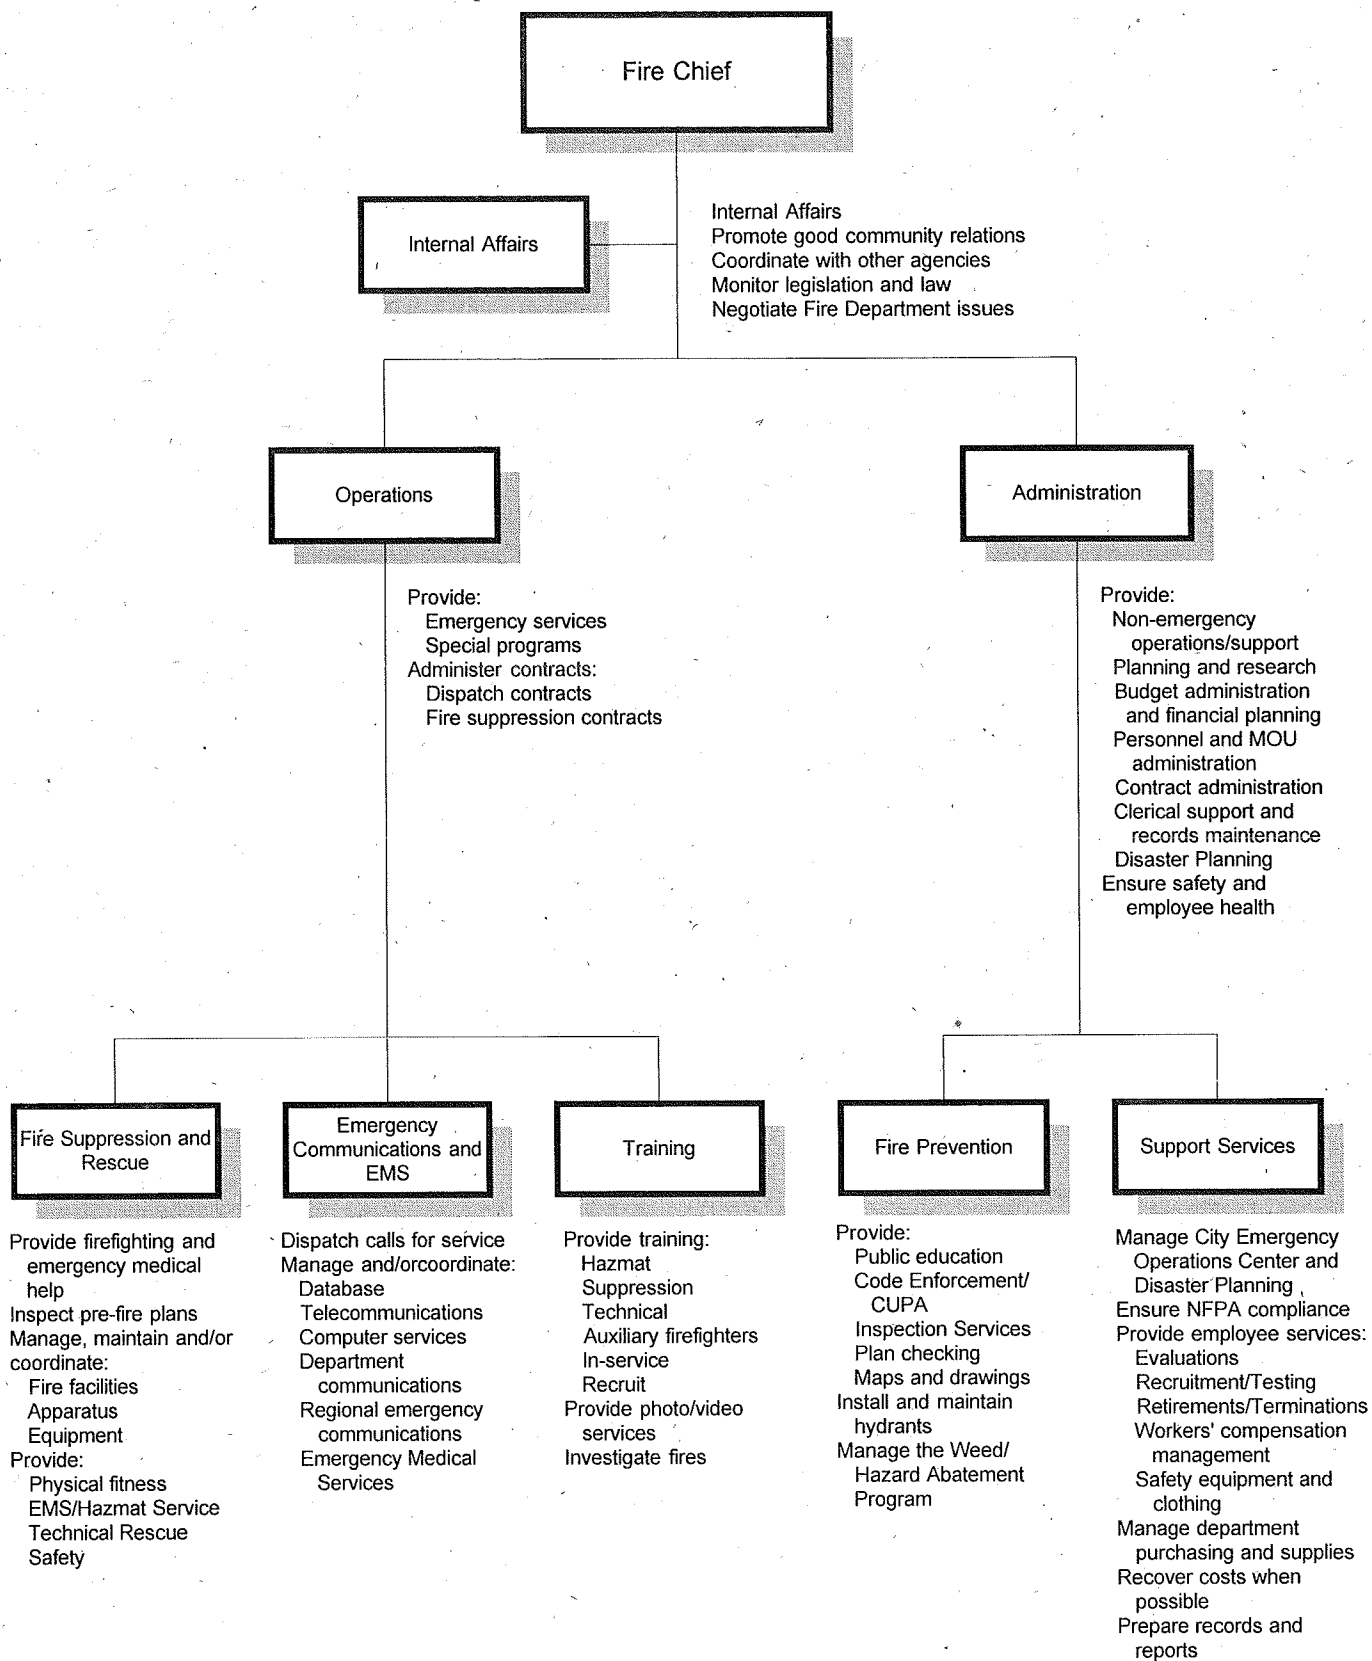 Fire Chief
Internal Affairs
Internal Affairs
Promote good community relations
Coordinate with other agencies
Monitor legislation and law
Negotiate Fire Department issues
Operations
Provide:
Emergency services
Special programs
Administer contracts:
Dispatch contracts
Fire suppression contracts
Administration
Provide:
Non-emergency
operations/support
Planning and research
Budget administration
and financial planning
Personnel and MOU
administration
Contract administration
Clerical support and
records maintenance
Disaster Planning
Ensure safety and
employee health
Fire Suppression and
Rescue
Provide firefighting and
emergency medical
help
Inspect pre-fire plans
Manage, maintain and/or
coordinate:
Fire facilities
Apparatus
Equipment
Provide:
Physical fitness
EMS/Hazmat Service
Technical Rescue
Safety
Emergency
Communications and
EMS
Dispatch calls for service
Manage and/orcoordinate:
Database
Telecommunications
Computer services
Department
communications
Regional emergency
communications
Emergency Medical
Services
Training
Provide training:
Hazmat
Suppression
Technical
Auxiliary firefighters
In-service
Recruit
Provide photo/video
services
Investigate fires
Fire Prevention
Provide:
Public education
Code Enforcement/
CUPA
Inspection Services
Plan checking
Maps and drawings
Install and maintain
hydrants
Manage the Weed/
Hazard Abatement
Program
Support Services
Manage City Emergency
Operations Center and
Disaster Planning
Ensure NFPA compliance
Provide employee services:
Evaluations
Recruitment/Testing
Retirements/Terminations
Workers' compensation
management
Safety equipment and
clothing
Manage department
purchasing and supplies
Recover costs when
possible
Prepare records and
reports